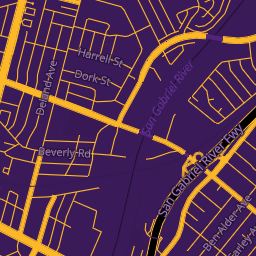 Harrell St
Dork St
Deland Ave
San Gabriel River
Beverly Rd
San Gabriel River Fwy
Ben-Alder Ave